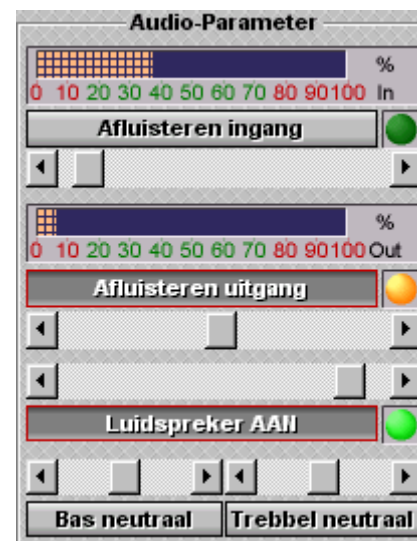 Audio-Parameter
%
0 10 20 30 40 50 60 70 80 90100 In
Afluisteren ingang
%
0 10 20 30 40 50 60 70 80 90100 Out
Afluisteren uitgang
Luidspreker AAN
Bas neutraal Trebbel neutraal